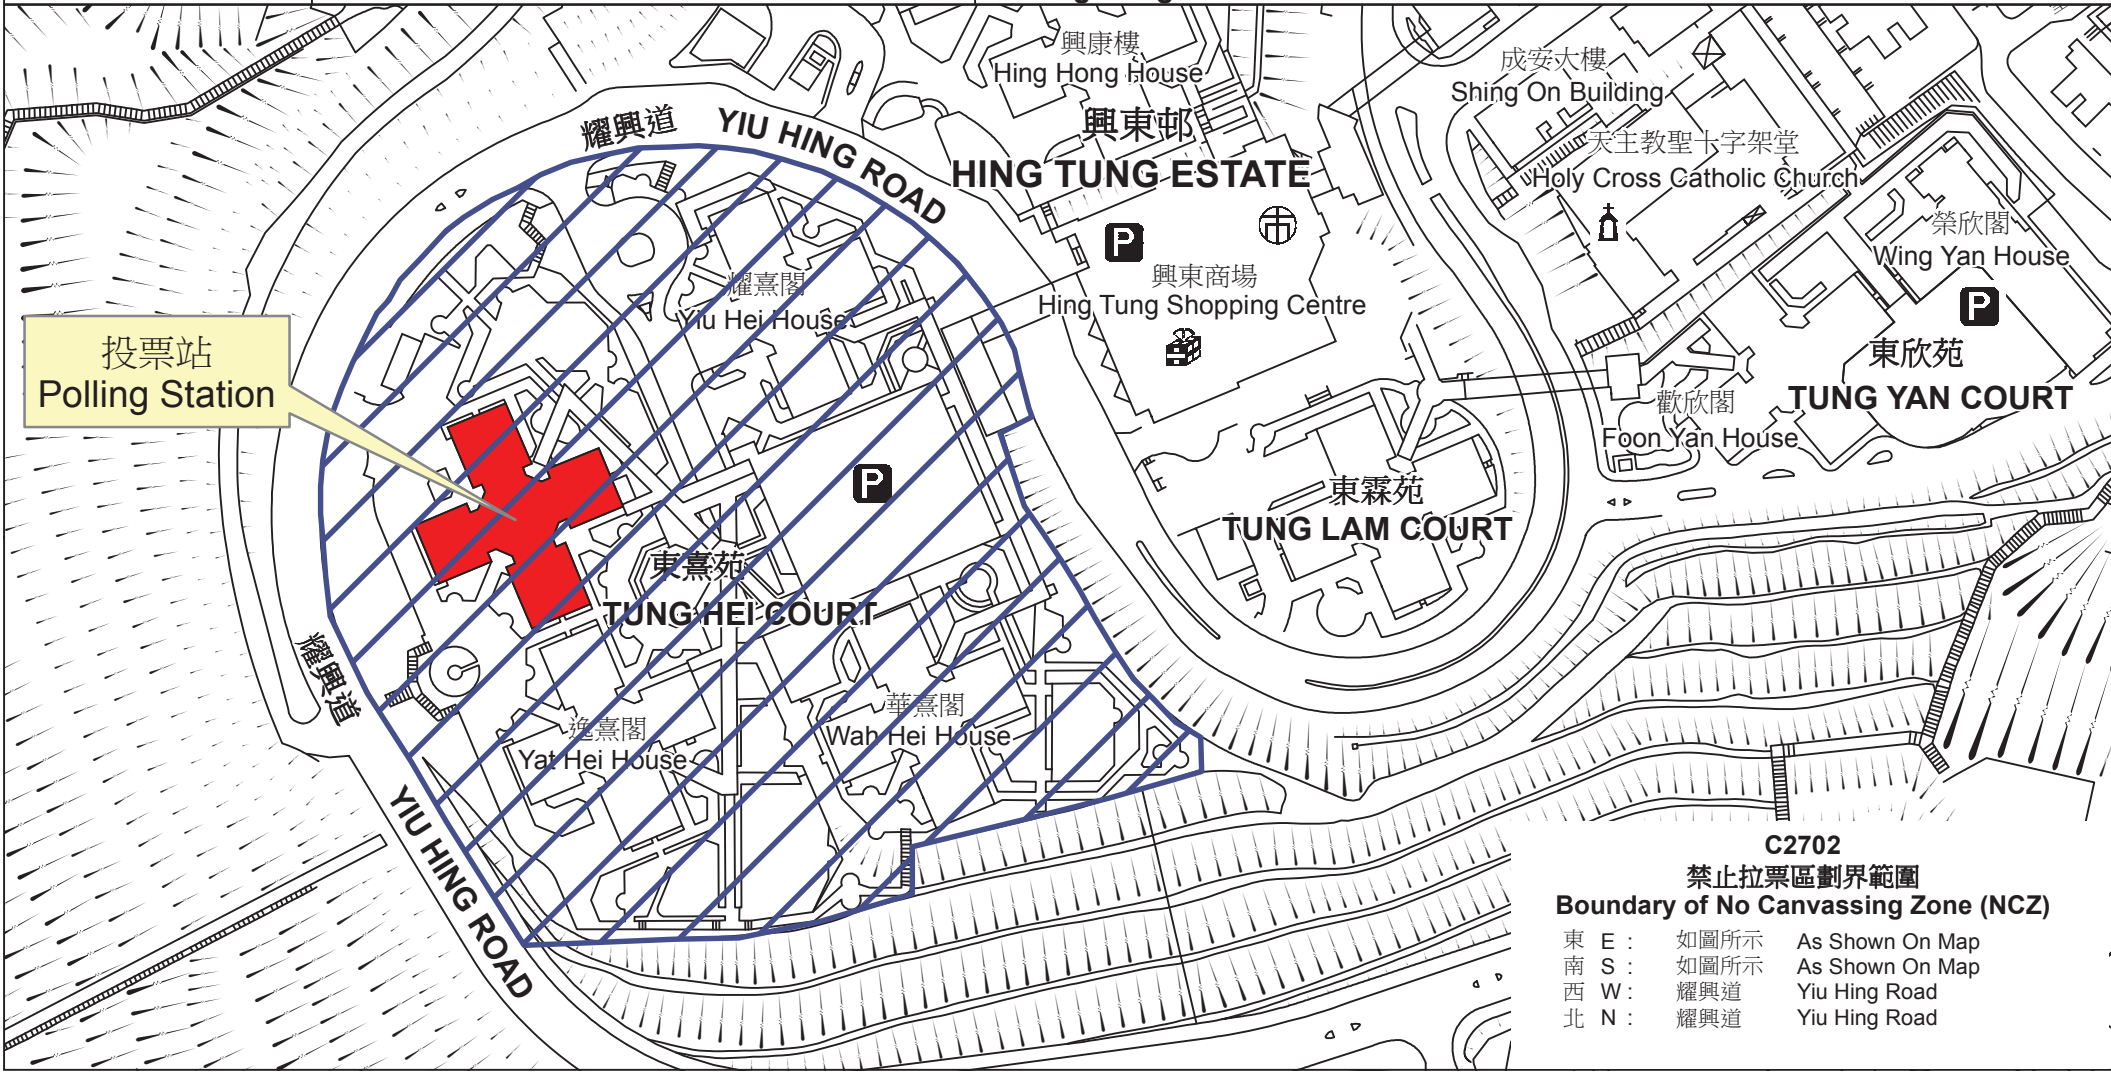 興康樓
Hing Hong House
成安大樓
Shing On Building
耀興道
YIU HING ROAD
興東邨
HING TUNG ESTATE
天主教聖十字架堂
Holy Cross Catholic Church
P
市
榮欣閣
Wing Yan House
P
興東商場
Hing Tung Shopping Centre
耀熹閣
Yiu Hei House
投票站
Polling Station
東欣苑
TUNG YAN COURT
歡欣閣
Foon Yan House
P
東霖苑
TUNG LAM COURT
東熹苑
TUNG HEI COURT
耀興道
逸熹閣
Yat Hei House
華熹閣
Wah Hei House
YIU HING ROAD
C2702
禁止拉票區劃界範圍
Boundary of No Canvassing Zone (NCZ)
東 E : 如圖所示 As Shown On Map
南 S : 如圖所示 As Shown On Map
西 W : 耀興道 Yiu Hing Road
北 N : 耀興道 Yiu Hing Road